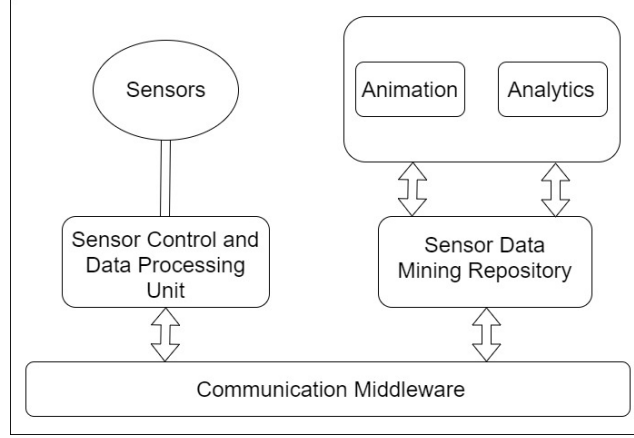 Sensors
Animation
Analytics
Sensor Control and
Data Processing
Unit
Sensor Data
Mining Repository
Communication Middleware